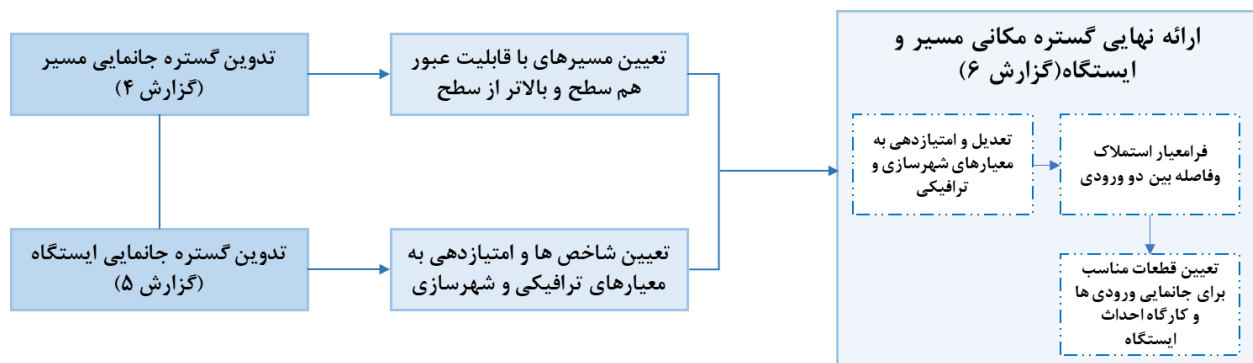 تدوین گستره جانمایی مسیر
(گزارش ۴)
تعیین مسیرهای با قابلیت عبور
هم سطح و بالاتر از سطح
تدوین گستره جانمایی ایستگاه
(گزارش ۵)
تعیین شاخص ها و امتیازدهی به
معیارهای ترافیکی و شهرسازی
ارائه نهایی گستره مکانی مسیر و
ایستگاه(گزارش ۶)
تعدیل و امتیازدهی به
معیارهای شهرسازی و
ترافیکی
فرامعیار استملاک
وفاصله بین دو ورودی
تعیین قطعات مناسب
برای جانمایی ورودی ها
و کارگاه احداث
ایستگاه